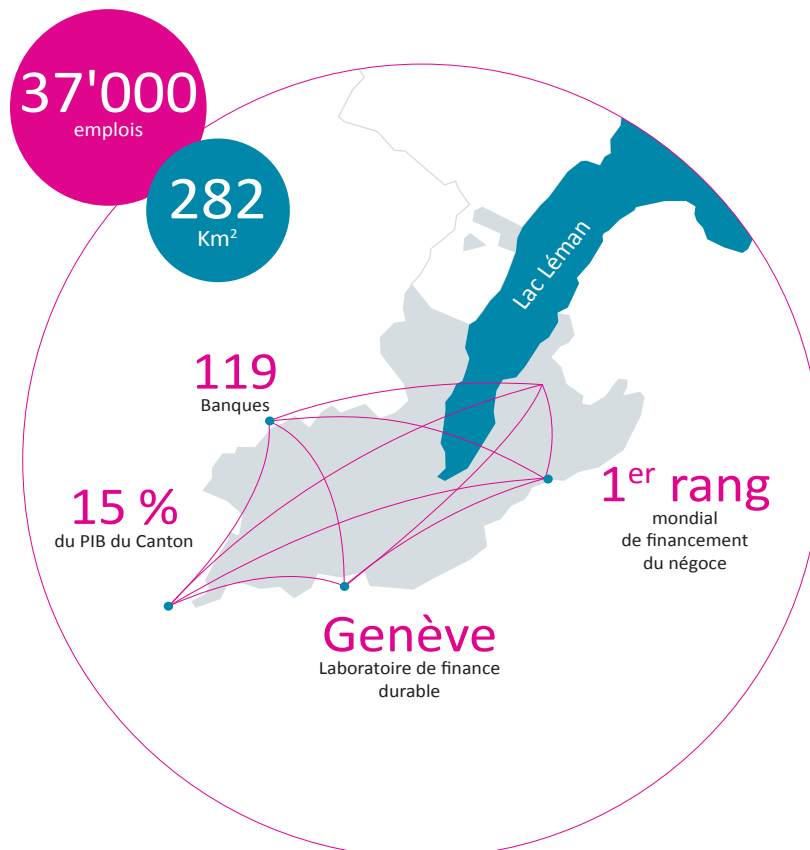 37'000
emplois
282
Km²
Lac Léman
119
Banques
15 %
du PIB du Canton
1er rang
mondial
de financement
du négoce
Genève
Laboratoire de finance
durable